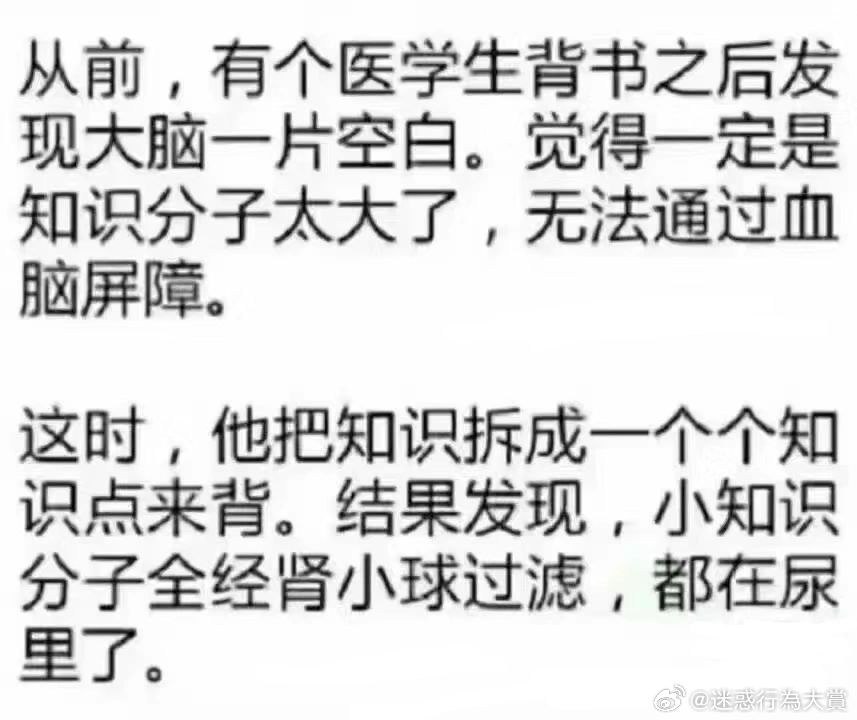 从前，有个医学生背书之后发
现大脑一片空白。觉得一定是
知识分子太大了，无法通过血
脑屏障。
这时，他把知识拆成一个个知
识点来背。结果发现，小知识
分子全经肾小球过滤，都在尿
里了。
@迷惑行為大賞